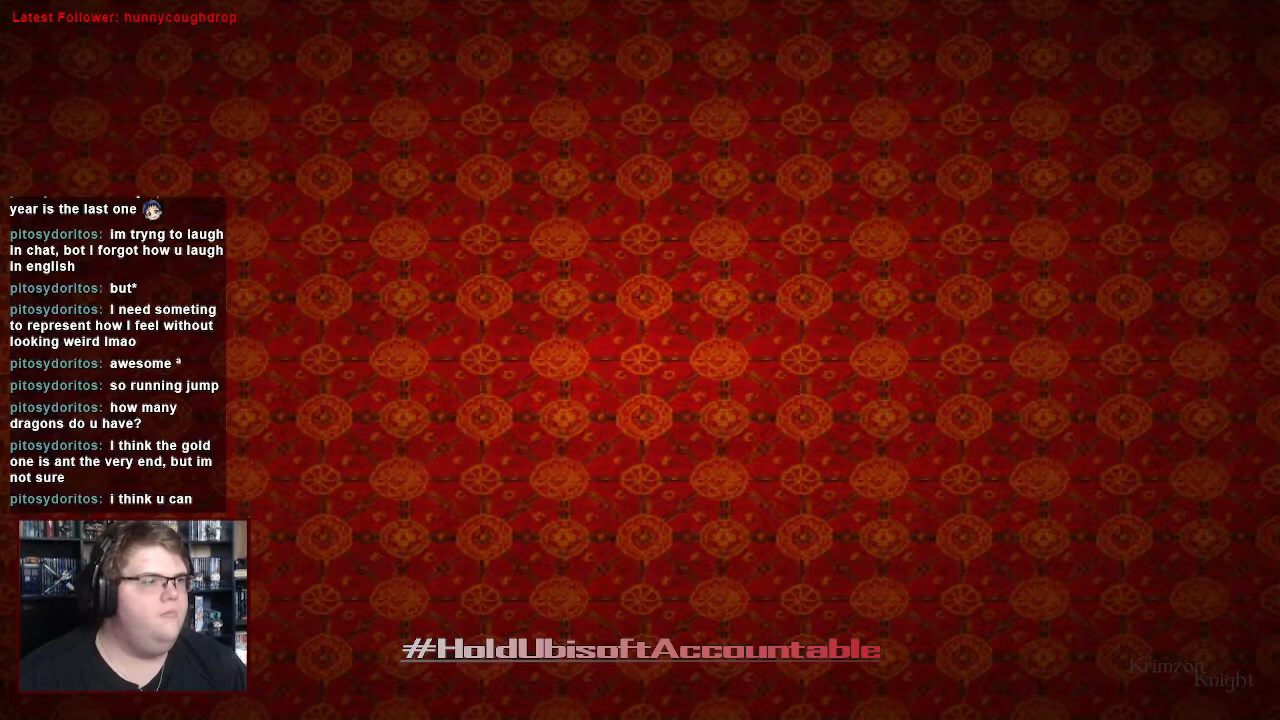 Latest Follower: hunnycoughdrop
year is the last one
pitosydoritos: Im tryng to laugh
in chat, bot I forgot how u laugh
in english
pitosydoritos: but*
pitosydoritos: I need someting
to represent how I feel without
looking weird lmao
pitosydoritos: awesome ª
pitosydoritos: so running jump
pitosydoritos: how many
dragons do u have?
pitosydoritos: I think the gold
one is ant the very end, but im
not sure
pitosydoritos: i think u can
#HoldUbisoftAccountable
Krimzon
Knight